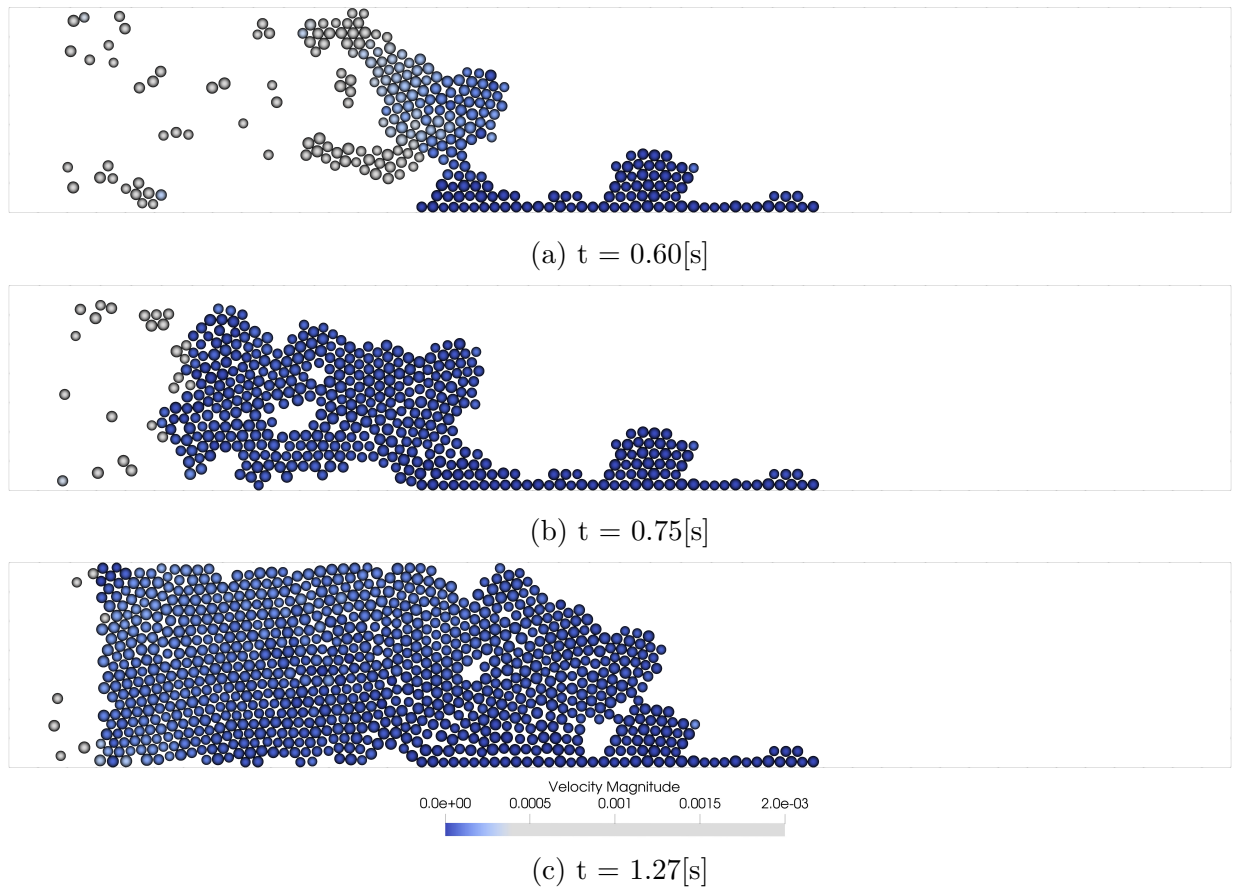 (a) t = 0.60[s]
(b) t = 0.75[s]
Velocity Magnitude
0.0e+00 0.0005 0.001 0.0015 2.0e-03
(c) t = 1.27[s]